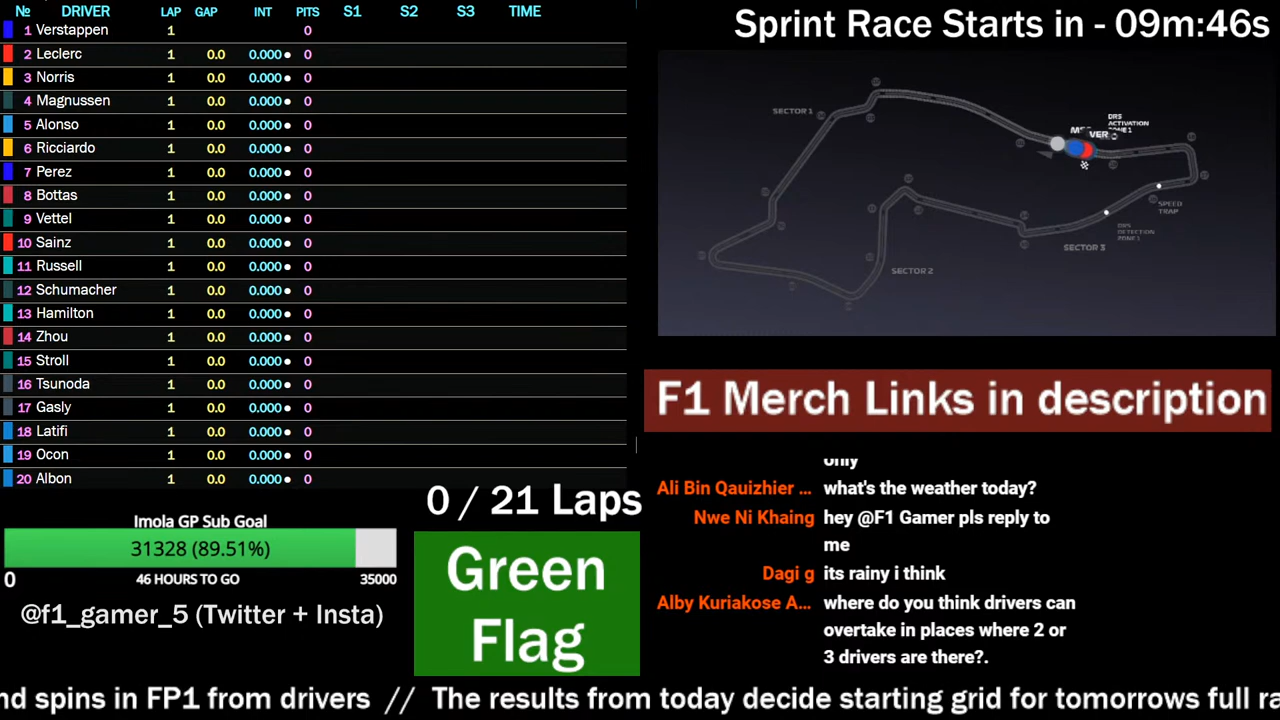 № DRIVER LAP GAP INT PITS S1 S2 S3 TIME
1 Verstappen 1 0
2 Leclerc 1 0.0 0.000 0
3 Norris 1 0.0 0.000 0
4 Magnussen 1 0.0 0.000 0
5 Alonso 1 0.0 0.000 0
6 Ricciardo 1 0.0 0.000 0
7 Perez 1 0.0 0.000 0
8 Bottas 1 0.0 0.000 0
9 Vettel 1 0.0 0.000 0
10 Sainz 1 0.0 0.000 0
11 Russell 1 0.0 0.000 0
12 Schumacher 1 0.0 0.000 0
13 Hamilton 1 0.0 0.000 0
14 Zhou 1 0.0 0.000 0
15 Stroll 1 0.0 0.000 0
16 Tsunoda 1 0.0 0.000 0
17 Gasly 1 0.0 0.000 0
18 Latifi 1 0.0 0.000 0
19 Ocon 1 0.0 0.000 0
20 Albon 1 0.0 0.000 0
Imola GP Sub Goal
31328 (89.51%)
0 46 HOURS TO GO 35000
@f1_gamer_5 (Twitter + Insta)
0 / 21 Laps
Green
Flag
Sprint Race Starts in - 09m:46s
SECTOR 1
DRS
ACTIVATION
ZONE 1
VER
SPEED
TRAP
DRS
DETECTION
ZONE 1
SECTOR 3
SECTOR 2
F1 Merch Links in description
only
Ali Bin Qauizhier ... what's the weather today?
Nwe Ni Khaing hey @F1 Gamer pls reply to
me
Dagi g its rainy i think
Alby Kuriakose A... where do you think drivers can
overtake in places where 2 or
3 drivers are there?.
nd spins in FP1 from drivers // The results from today decide starting grid for tomorrows full ra